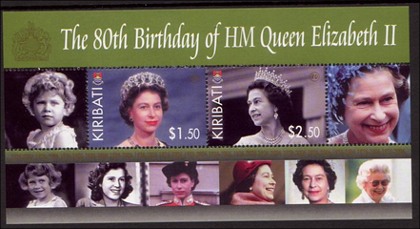 The 80th Birthday of HM Queen Elizabeth II
KIRIBATI
$1.50
KIRIBATI
$2.50